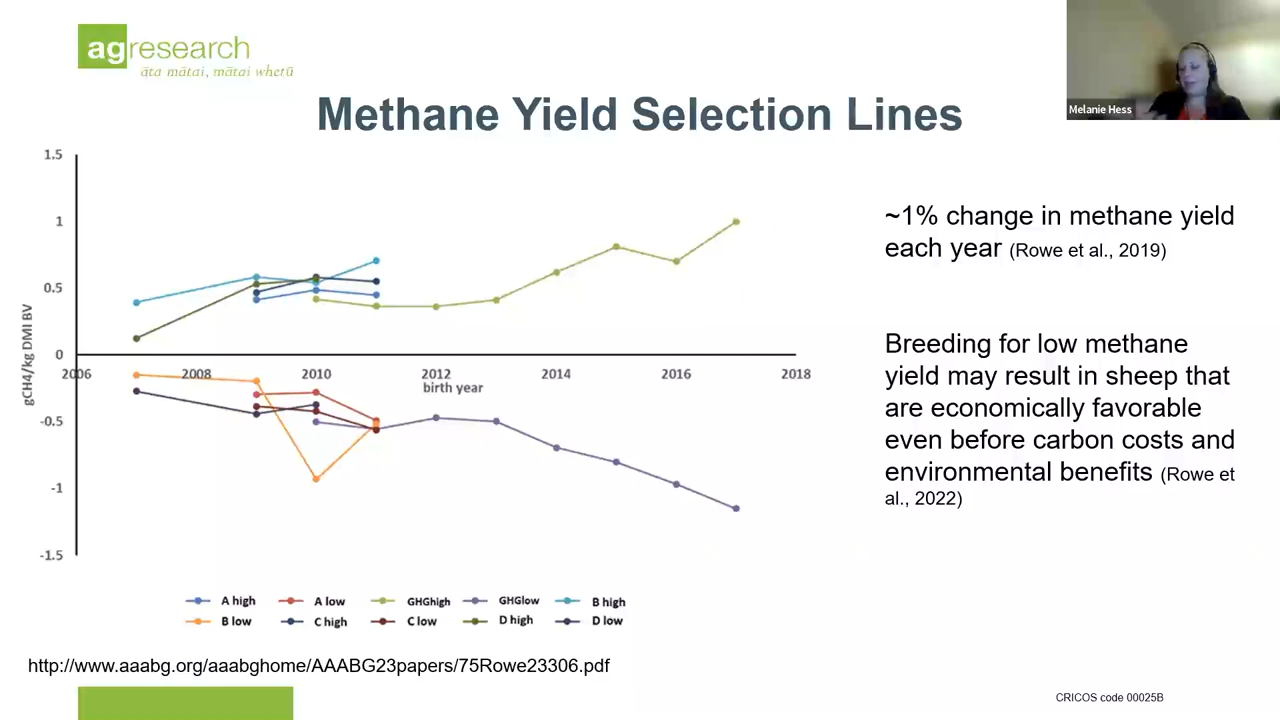 agresearch
āta mātai, mātai whetū
Melanie Hess
Methane Yield Selection Lines
1.5
1
0.5
0
-0.5
-1
-1.5
gCH4/kg DMI BV
2006
2008
2010
2012
2014
2016
2018
birth year
A high
A low
GHGhigh
GHGlow
B high
B low
C high
C low
D high
D low
~1% change in methane yield
each year (Rowe et al., 2019)
Breeding for low methane
yield may result in sheep that
are economically favorable
even before carbon costs and
environmental benefits (Rowe et
al., 2022)
http://www.aaabg.org/aaabghome/AAABG23papers/75Rowe23306.pdf
CRICOS code 00025B